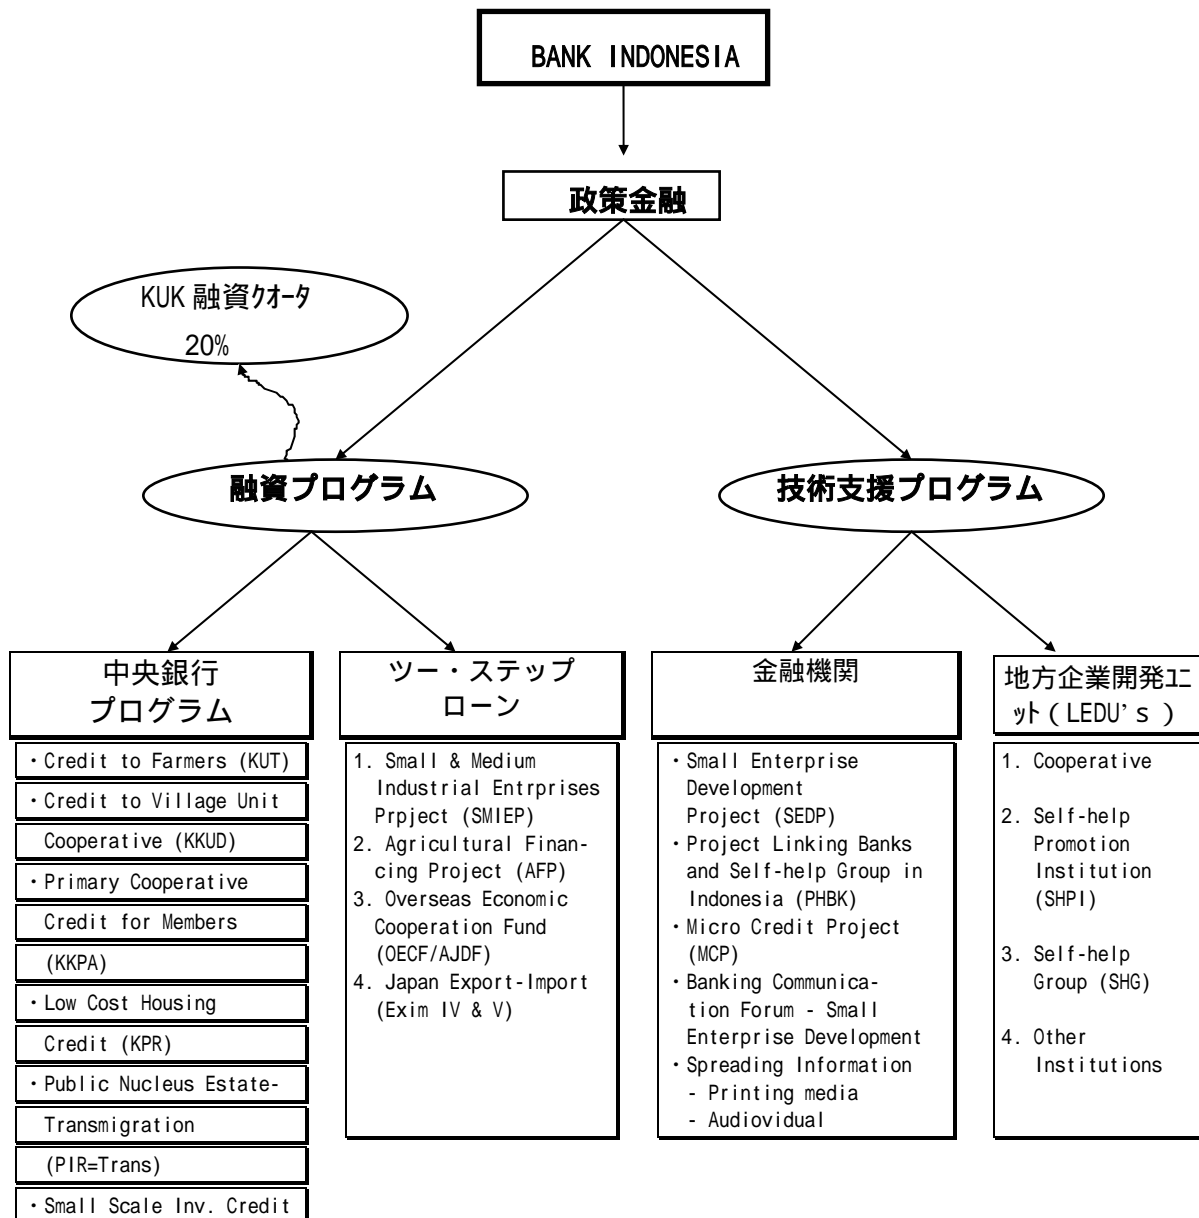 BANK INDONESIA
政策金融
KUK 融資ｸｵｰﾀ
20%
融資プログラム
技術支援プログラム
中央銀行
プログラム
・Credit to Farmers (KUT)
・Credit to Village Unit
Cooperative (KKUD)
・Primary Cooperative
Credit for Members
(KKPA)
・Low Cost Housing
Credit (KPR)
・Public Nucleus Estate-
Transmigration
(PIR=Trans)
・Small Scale Inv. Credit
ツー・ステップ
ローン
1. Small & Medium
Industrial Entrprises
Prpject (SMIEP)
2. Agricultural Finan-
cing Project (AFP)
3. Overseas Economic
Cooperation Fund
(OECF/AJDF)
4. Japan Export-Import
(Exim IV & V)
金融機関
・Small Enterprise
Development
Project (SEDP)
・Project Linking Banks
and Self-help Group in
Indonesia (PHBK)
・Micro Credit Project
(MCP)
・Banking Communica-
tion Forum - Small
Enterprise Development
・Spreading Information
- Printing media
- Audiovidual
地方企業開発ﾕﾆ
ｯﾄ（LEDU’s ）
1. Cooperative
2. Self-help
Promotion
Institution
(SHPI)
3. Self-help
Group (SHG)
4. Other
Institutions